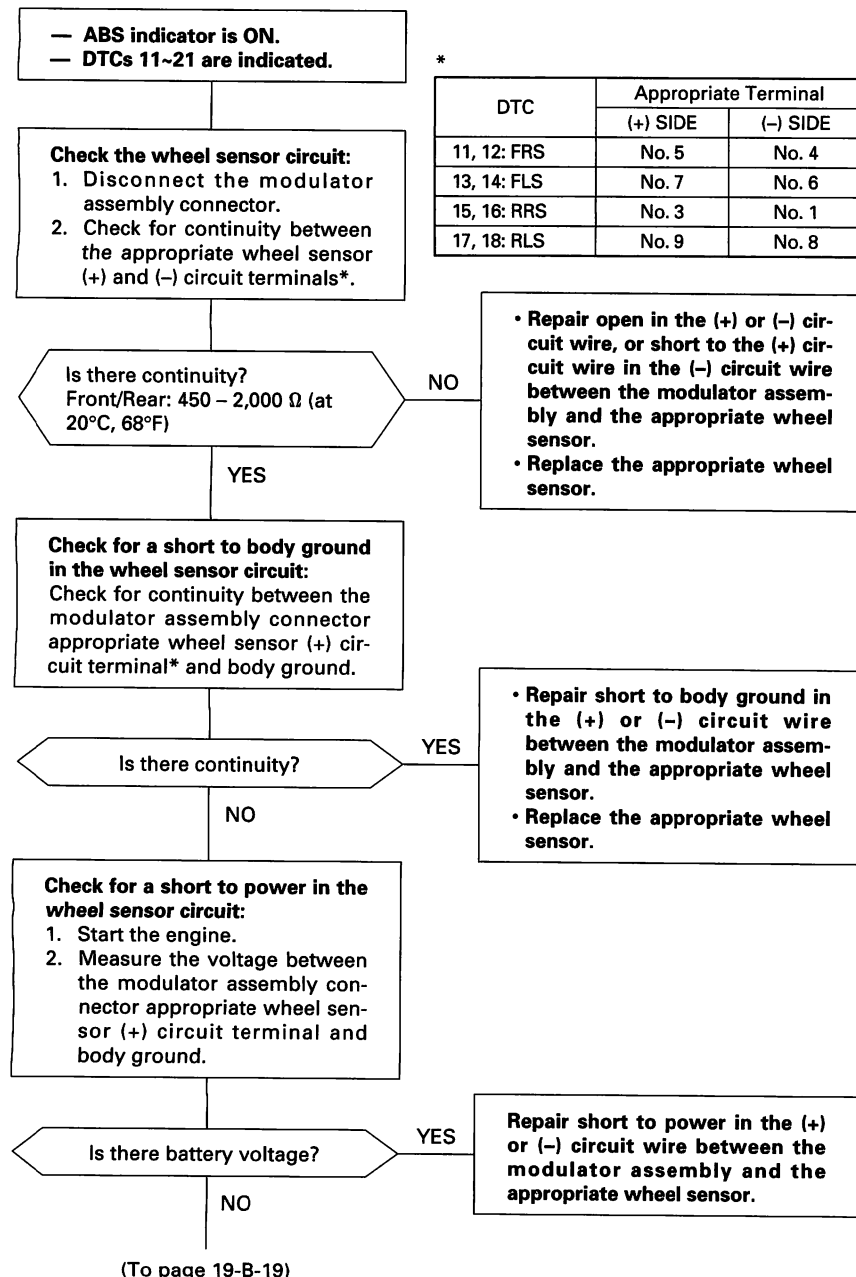 — ABS indicator is ON.
— DTCs 11~21 are indicated.
*
DTC
Appropriate Terminal
(+) SIDE
(–) SIDE
11, 12: FRS
No. 5
No. 4
13, 14: FLS
No. 7
No. 6
15, 16: RRS
No. 3
No. 1
17, 18: RLS
No. 9
No. 8
Check the wheel sensor circuit:
1. Disconnect the modulator
assembly connector.
2. Check for continuity between
the appropriate wheel sensor
(+) and (–) circuit terminals*.
Is there continuity?
Front/Rear: 450 – 2,000 Ω (at
20°C, 68°F)
NO
• Repair open in the (+) or (–) cir-
cuit wire, or short to the (+) cir-
cuit wire in the (–) circuit wire
between the modulator assem-
bly and the appropriate wheel
sensor.
• Replace the appropriate wheel
sensor.
YES
Check for a short to body ground
in the wheel sensor circuit:
Check for continuity between the
modulator assembly connector
appropriate wheel sensor (+) cir-
cuit terminal* and body ground.
Is there continuity?
YES
• Repair short to body ground in
the (+) or (–) circuit wire
between the modulator assem-
bly and the appropriate wheel
sensor.
• Replace the appropriate wheel
sensor.
NO
Check for a short to power in the
wheel sensor circuit:
1. Start the engine.
2. Measure the voltage between
the modulator assembly con-
nector appropriate wheel sen-
sor (+) circuit terminal and
body ground.
Is there battery voltage?
YES
Repair short to power in the (+)
or (–) circuit wire between the
modulator assembly and the
appropriate wheel sensor.
NO
(To page 19-B-19)